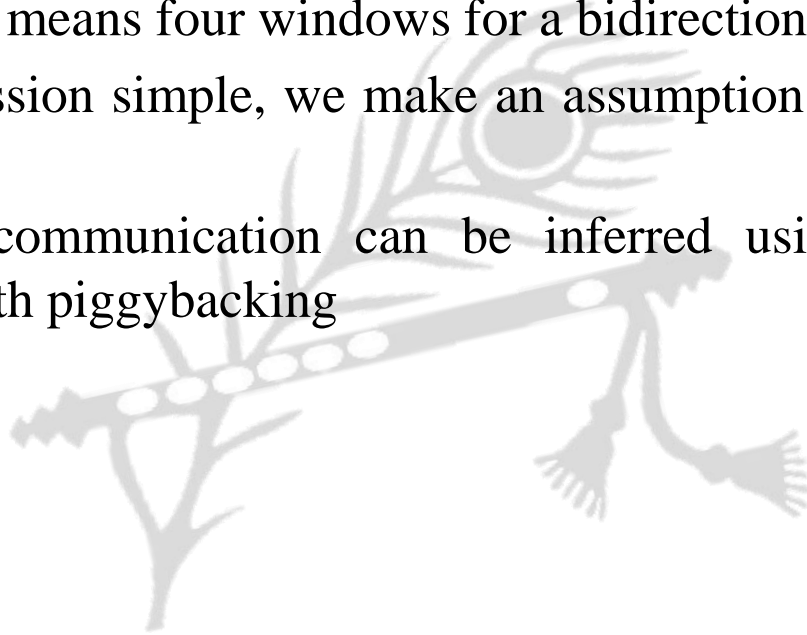 means four windows for a bidirection
ssion simple, we make an assumption
communication can be inferred usi
th piggybacking